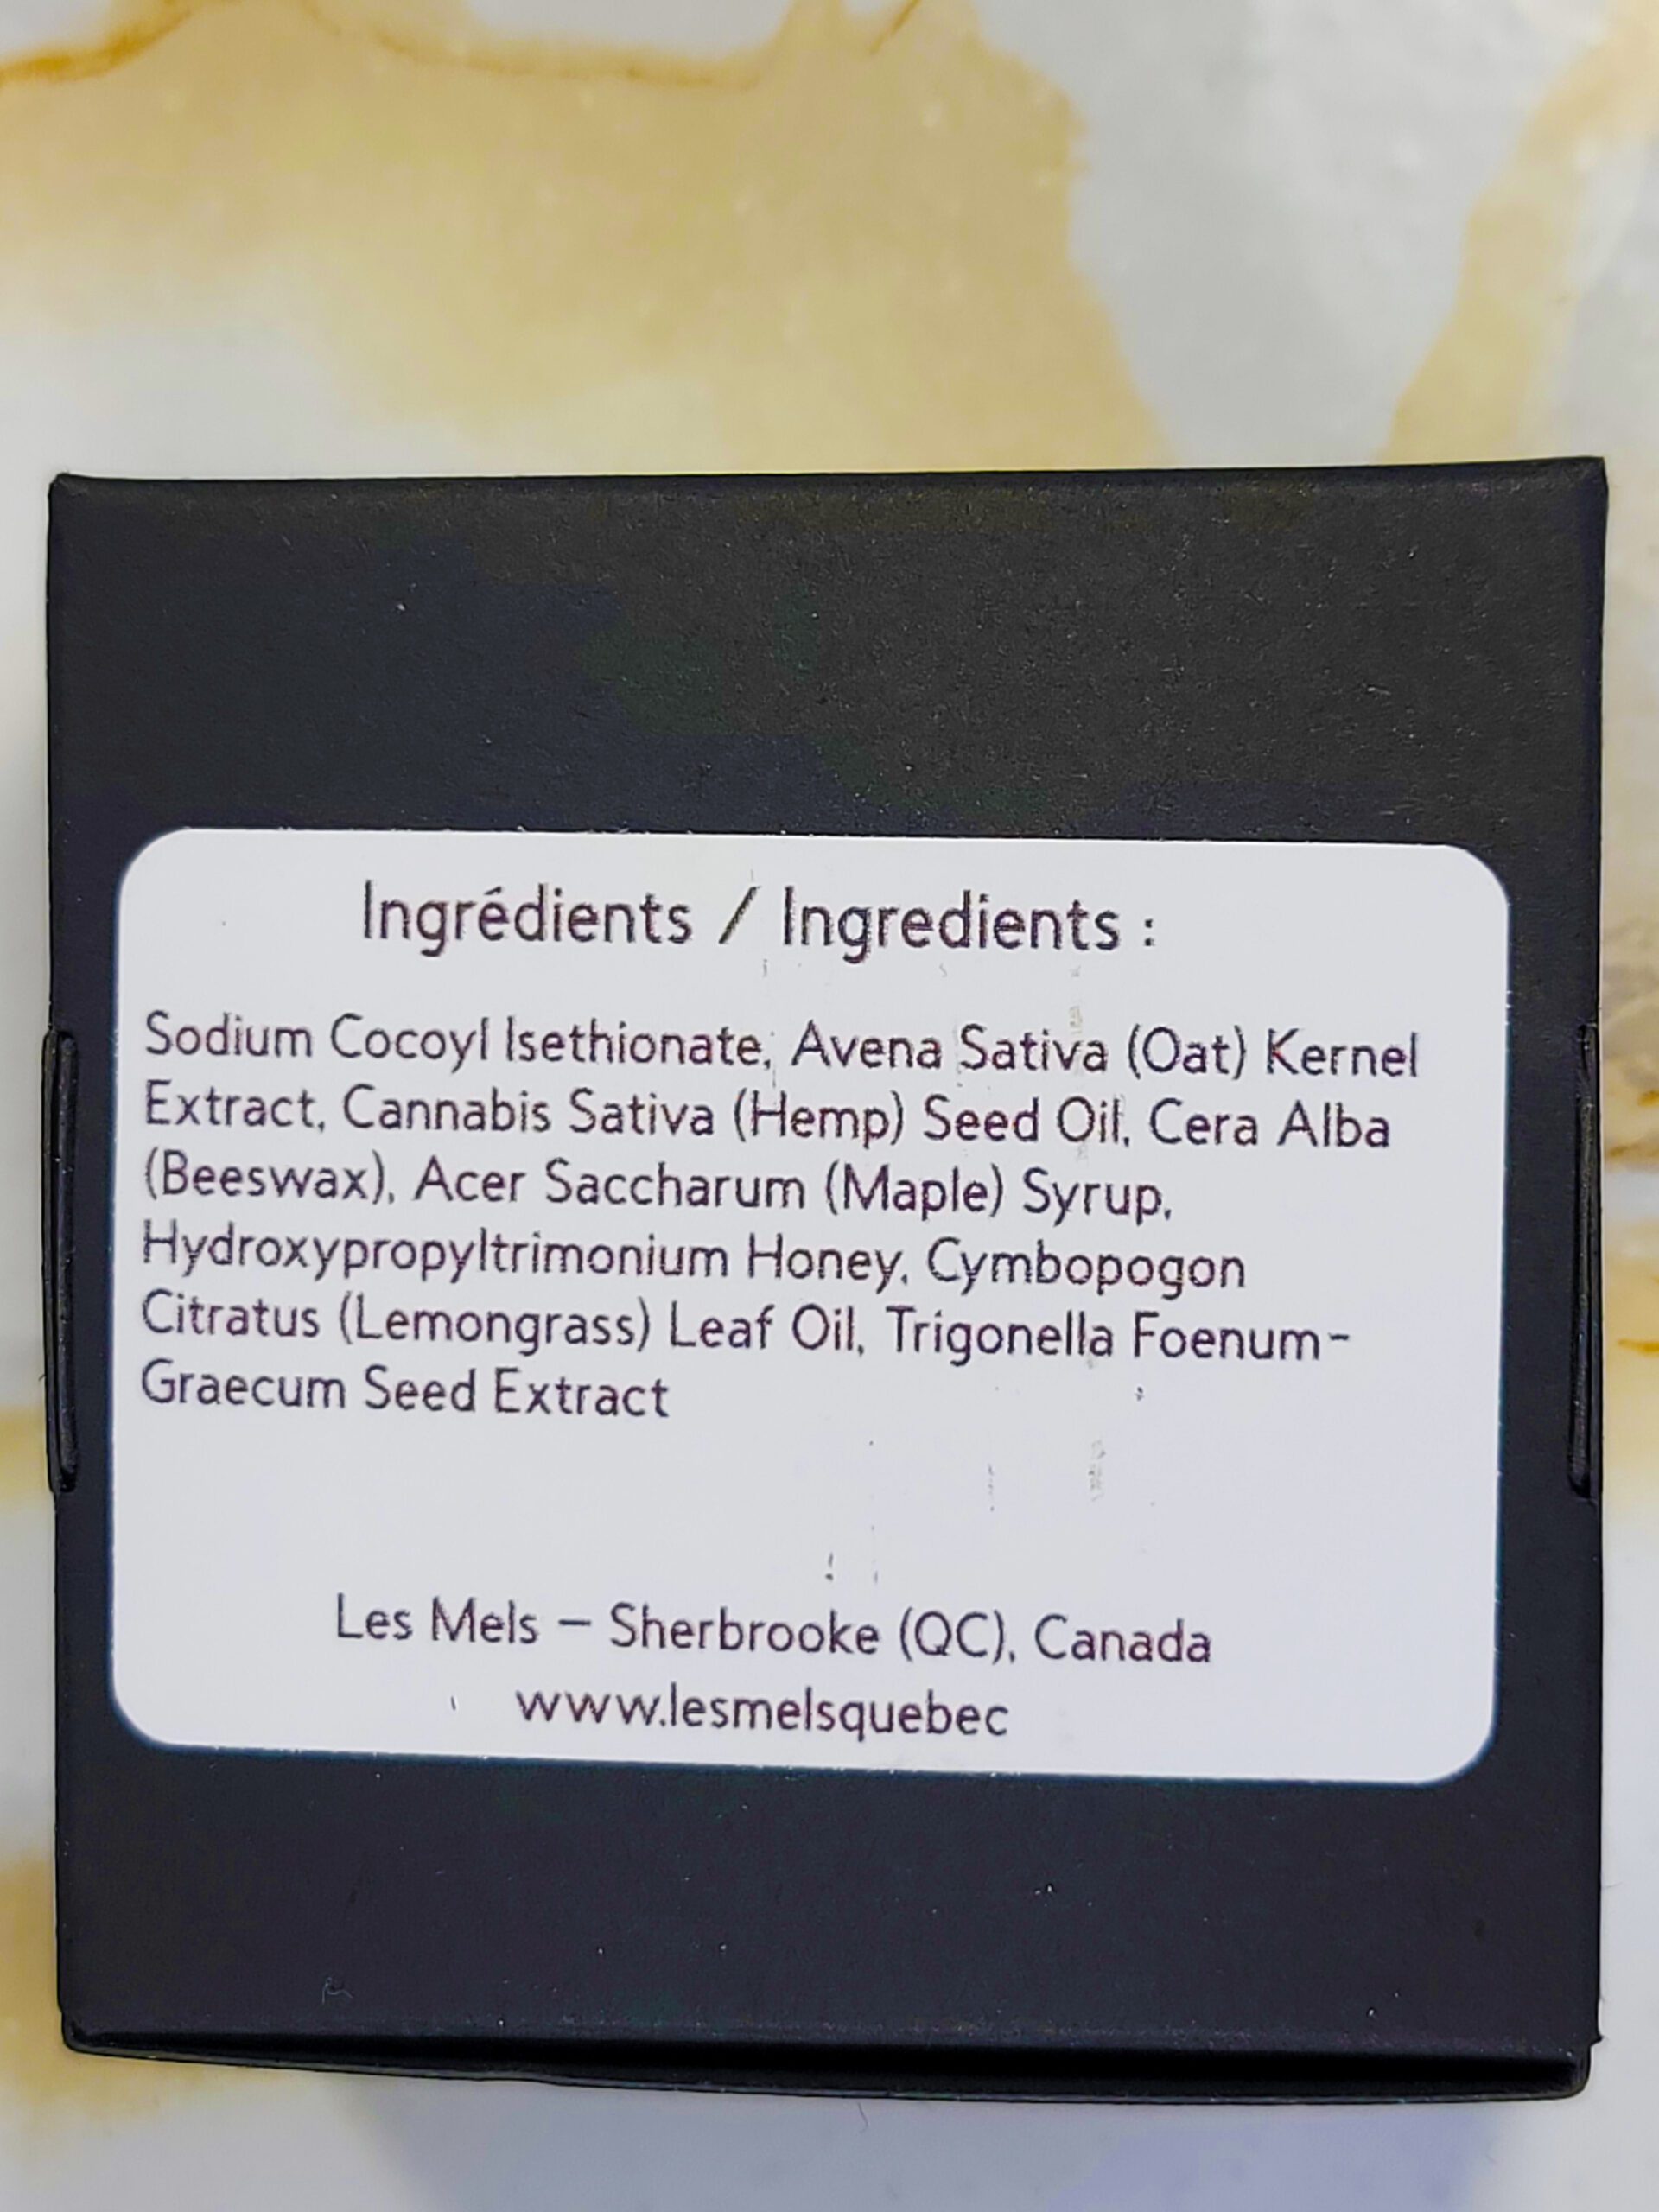 Ingrédients / Ingredients :
Sodium Cocoyl Isethionate, Avena Sativa (Oat) Kernel
Extract, Cannabis Sativa (Hemp) Seed Oil, Cera Alba
(Beeswax), Acer Saccharum (Maple) Syrup,
Hydroxypropyltrimonium Honey, Cymbopogon
Citratus (Lemongrass) Leaf Oil, Trigonella Foenum-
Graecum Seed Extract
Les Mels – Sherbrooke (QC), Canada
www.lesmelsquebec